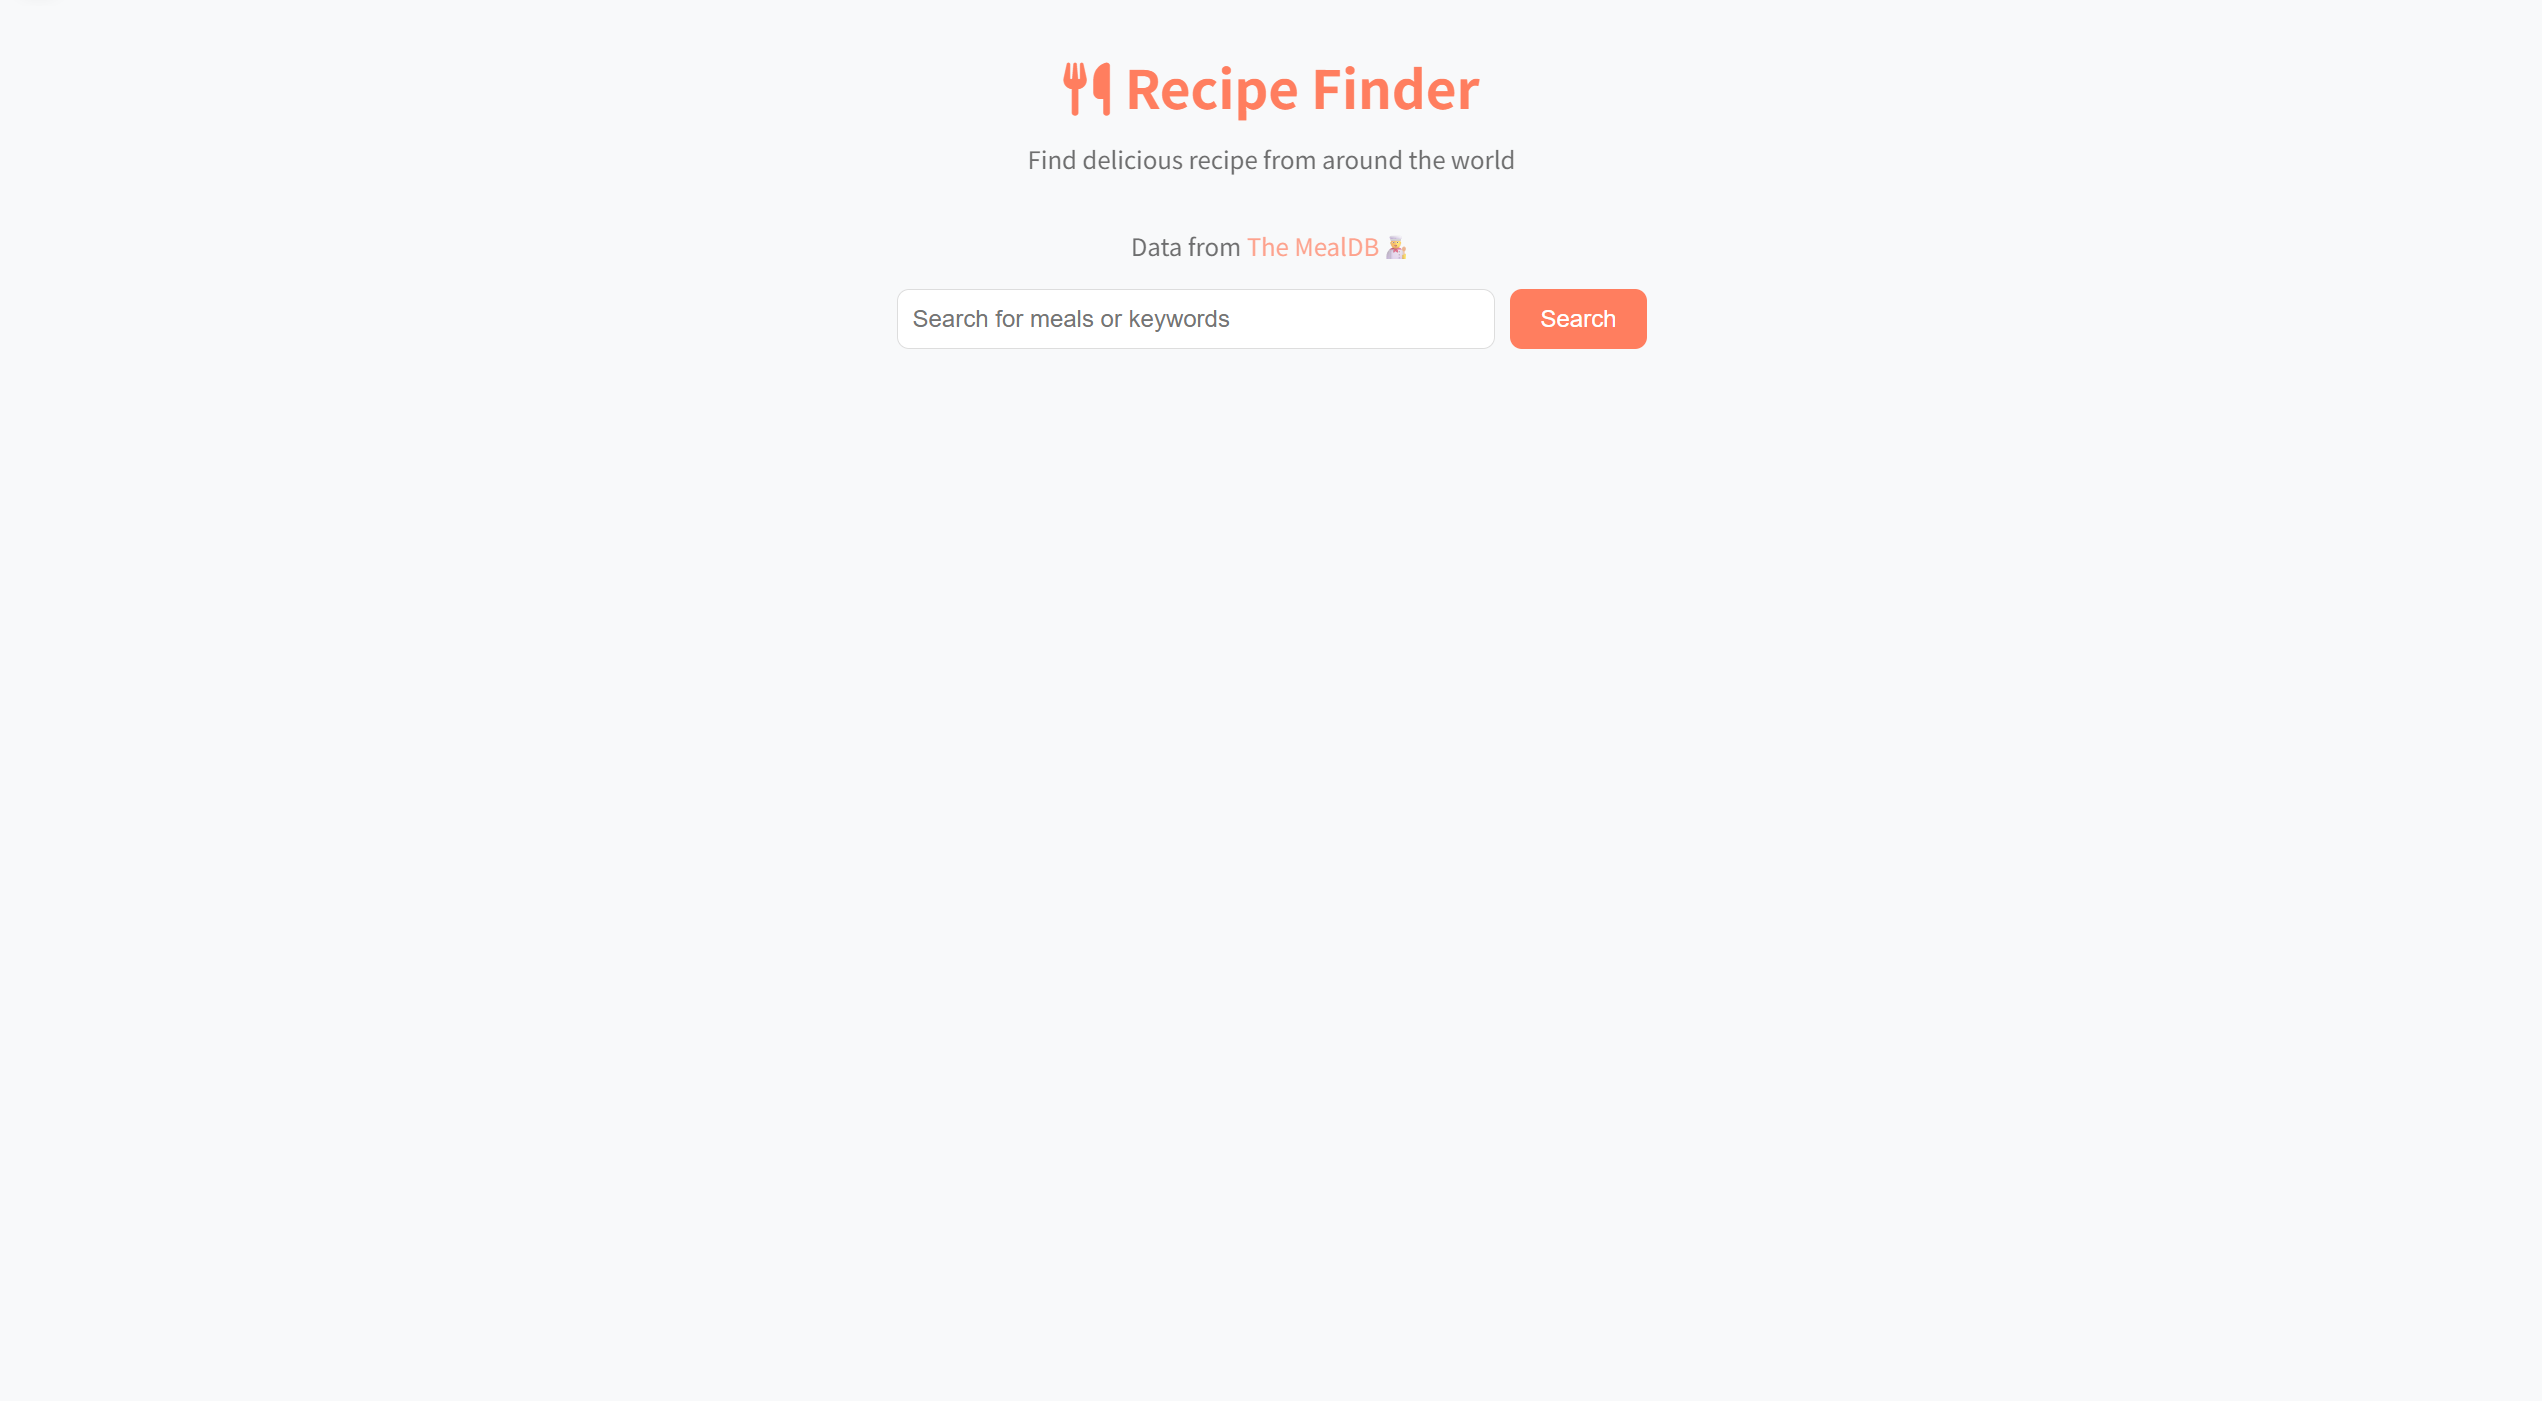 Recipe Finder
Find delicious recipe from around the world
Data from The MealDB
Search for meals or keywords
Search